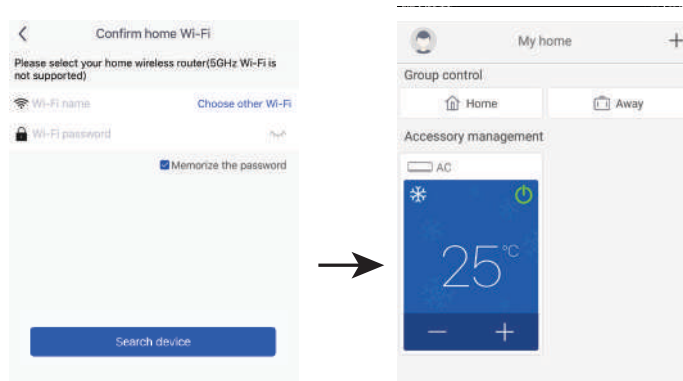 Confirm home Wi-Fi
Please select your home wireless router(5GHz Wi-Fi is
not supported)
Wi-Fi name
Choose other Wi-Fi
Wi-Fi password
Memorize the password
Search device
My home
Group control
Home
Away
Accessory management
AC
25°C